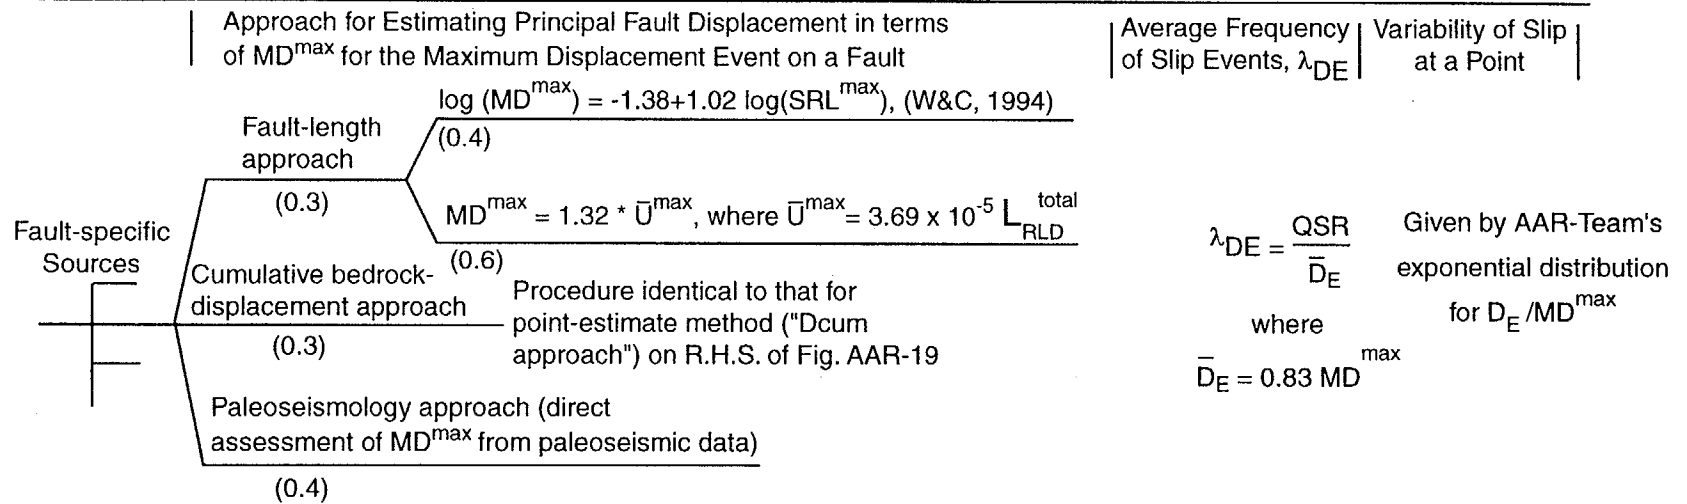 Approach for Estimating Principal Fault Displacement in terms
of MD^max for the Maximum Displacement Event on a Fault
Average Frequency
of Slip Events, λ_DE
Variability of Slip
at a Point
log (MD^max) = -1.38+1.02 log(SRL^max), (W&C, 1994)
(0.4)
Fault-length
approach
(0.3)
MD^max = 1.32 * Ū^max, where Ū^max = 3.69 x 10^-5 L_RLD^total
(0.6)
Fault-specific
Sources
Cumulative bedrock-
displacement approach
(0.3)
Procedure identical to that for
point-estimate method ("Dcum
approach") on R.H.S. of Fig. AAR-19
Paleoseismology approach (direct
assessment of MD^max from paleoseismic data)
(0.4)
λ_DE = QSR / D̄_E
where
D̄_E = 0.83 MD^max
Given by AAR-Team's
exponential distribution
for D_E /MD^max